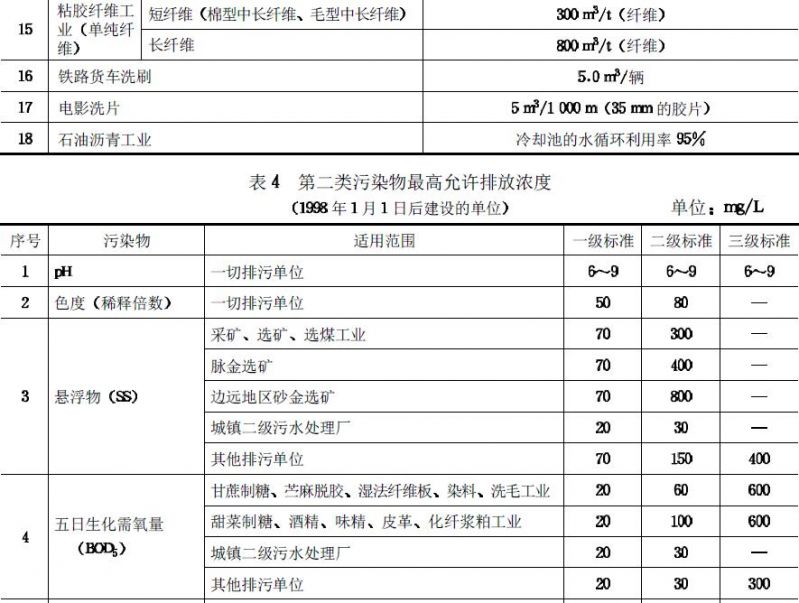 15 粘胶纤维工业（单纯纤维） 短纤维（棉型中长纤维、毛型中长纤维） 300 m³/t（纤维）
长纤维 800 m³/t（纤维）
16 铁路货车洗刷 5.0 m³/辆
17 电影洗片 5 m³/1 000 m（35 mm 的胶片）
18 石油沥青工业 冷却池的水循环利用率 95%
表 4 第二类污染物最高允许排放浓度
（1998 年 1 月 1 日后建设的单位） 单位：mg/L
序号 污染物 适用范围 一级标准 二级标准 三级标准
1 pH 一切排污单位 6～9 6～9 6～9
2 色度（稀释倍数） 一切排污单位 50 80 —
3 悬浮物（SS） 采矿、选矿、选煤工业 70 300 —
脉金选矿 70 400 —
边远地区砂金选矿 70 800 —
城镇二级污水处理厂 20 30 —
其他排污单位 70 150 400
4 五日生化需氧量（BOD₅） 甘蔗制糖、苎麻脱胶、湿法纤维板、染料、洗毛工业 20 60 600
甜菜制糖、酒精、味精、皮革、化纤浆粕工业 20 100 600
城镇二级污水处理厂 20 30 —
其他排污单位 20 30 300